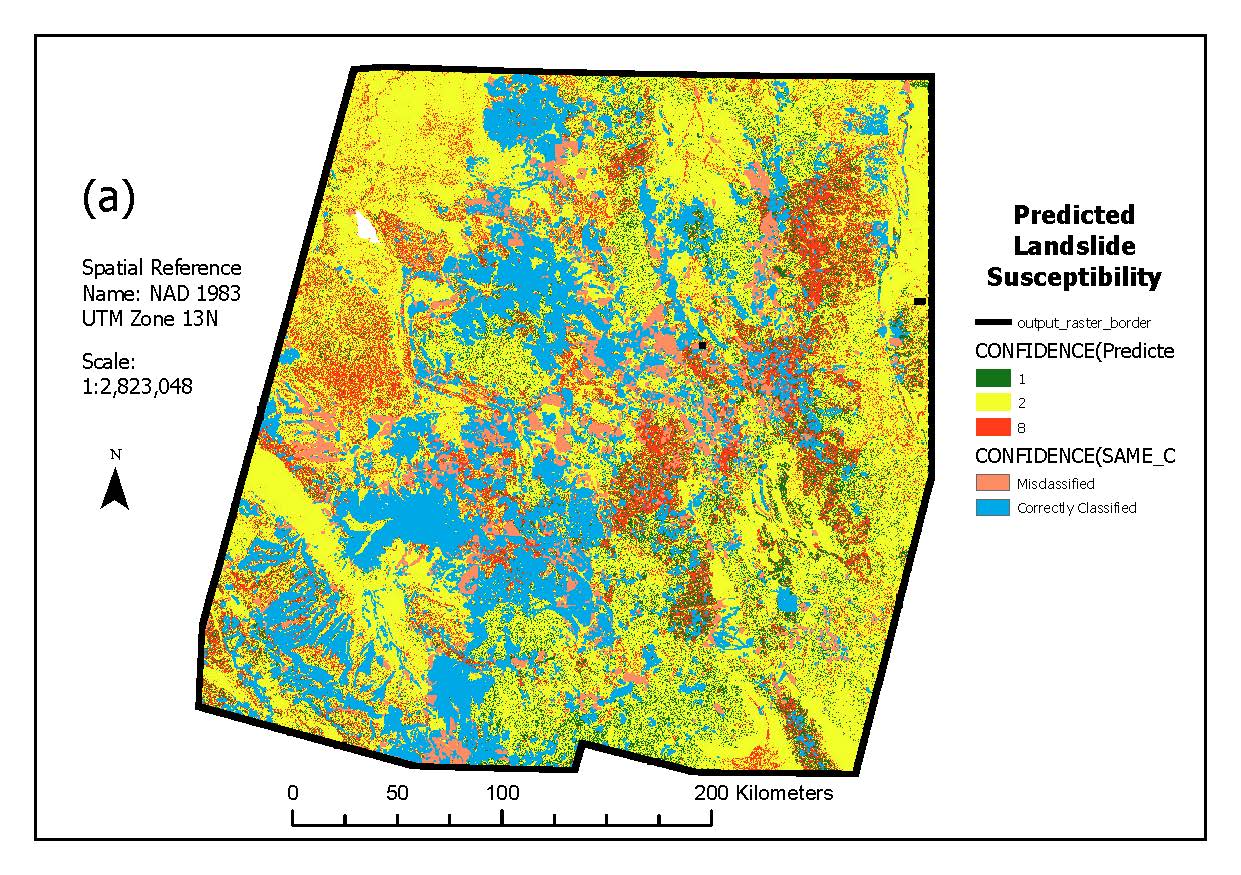 (a)
Spatial Reference
Name: NAD 1983
UTM Zone 13N
Scale:
1:2,823,048
N
Predicted
Landslide
Susceptibility
output_raster_border
CONFIDENCE(Predicte
1
2
8
CONFIDENCE(SAME_C
Misclassified
Correctly Classified
0 50 100 200 Kilometers